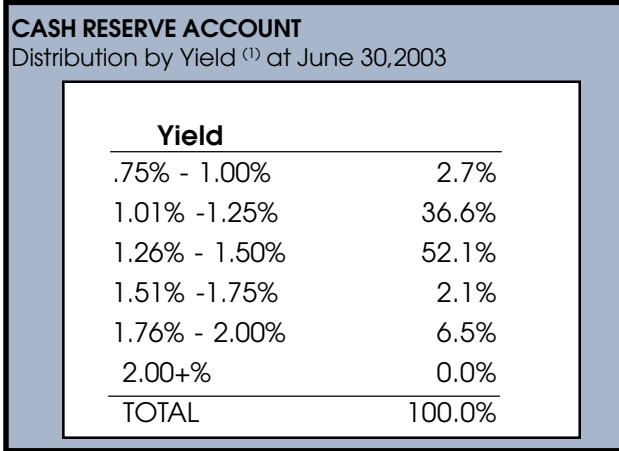 CASH RESERVE ACCOUNT
Distribution by Yield (1) at June 30,2003
Yield
.75% - 1.00% 2.7%
1.01% -1.25% 36.6%
1.26% - 1.50% 52.1%
1.51% -1.75% 2.1%
1.76% - 2.00% 6.5%
2.00+% 0.0%
TOTAL 100.0%